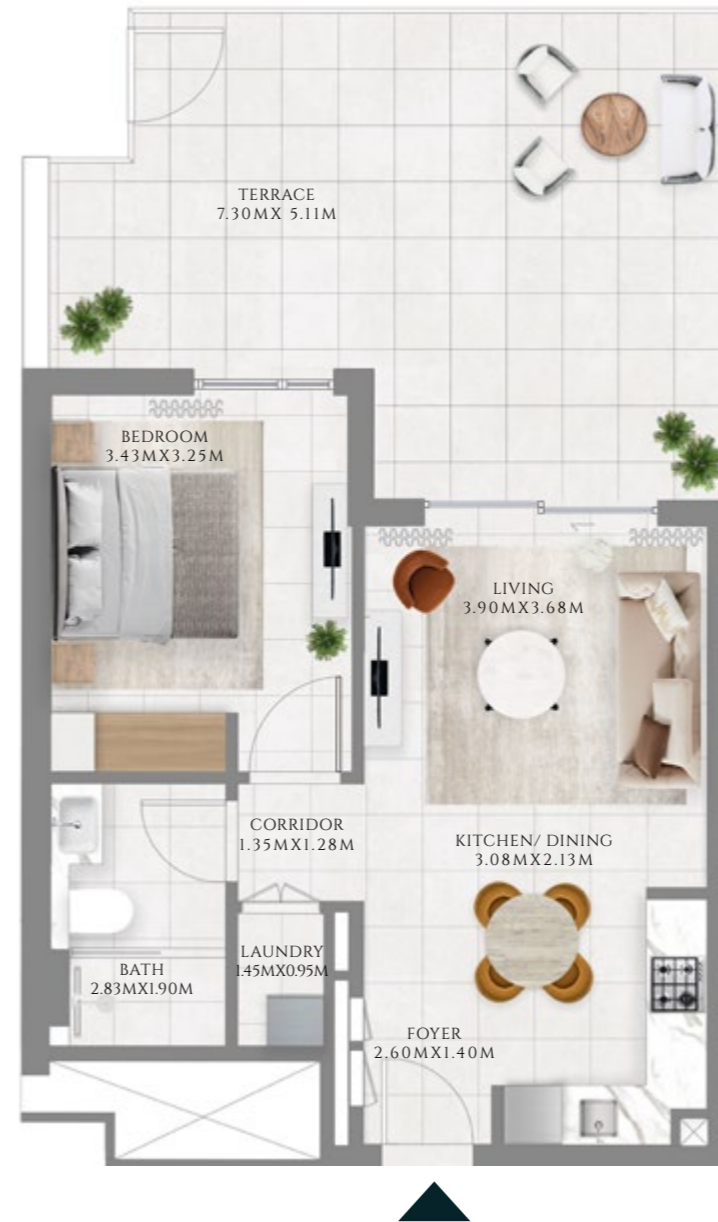 TERRACE
7.30MX 5.11M
BEDROOM
3.43MX3.25M
LIVING
3.90MX3.68M
CORRIDOR
1.35MX1.28M
KITCHEN/ DINING
3.08MX2.13M
BATH
2.83MX1.90M
LAUNDRY
1.45MX0.95M
FOYER
2.60MX1.40M